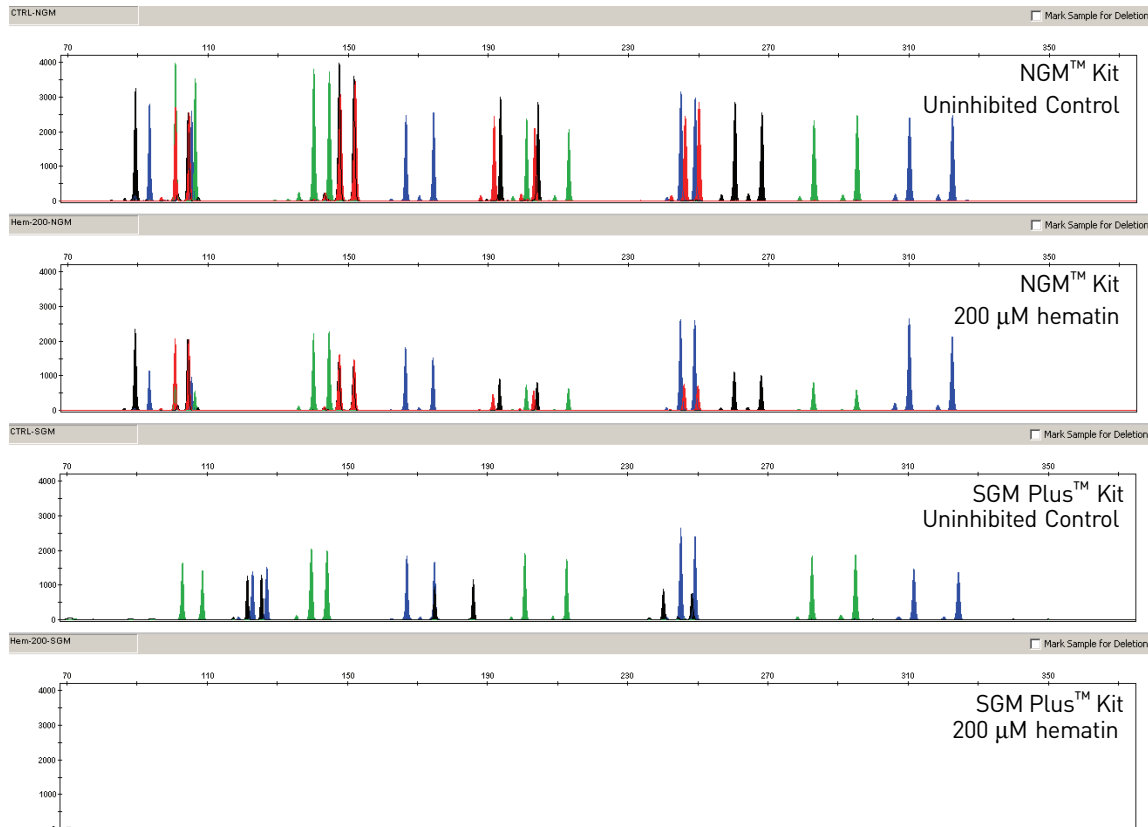 CTRL-NGM
Mark Sample for Deletion
70 110 150 190 230 270 310 350
4000
3000
2000
1000
0
NGM™ Kit
Uninhibited Control
Hem-200-NGM
Mark Sample for Deletion
70 110 150 190 230 270 310 350
4000
3000
2000
1000
0
NGM™ Kit
200 µM hematin
CTRL-SGM
Mark Sample for Deletion
70 110 150 190 230 270 310 350
4000
3000
2000
1000
0
SGM Plus™ Kit
Uninhibited Control
Hem-200-SGM
Mark Sample for Deletion
70 110 150 190 230 270 310 350
4000
3000
2000
1000
SGM Plus™ Kit
200 µM hematin